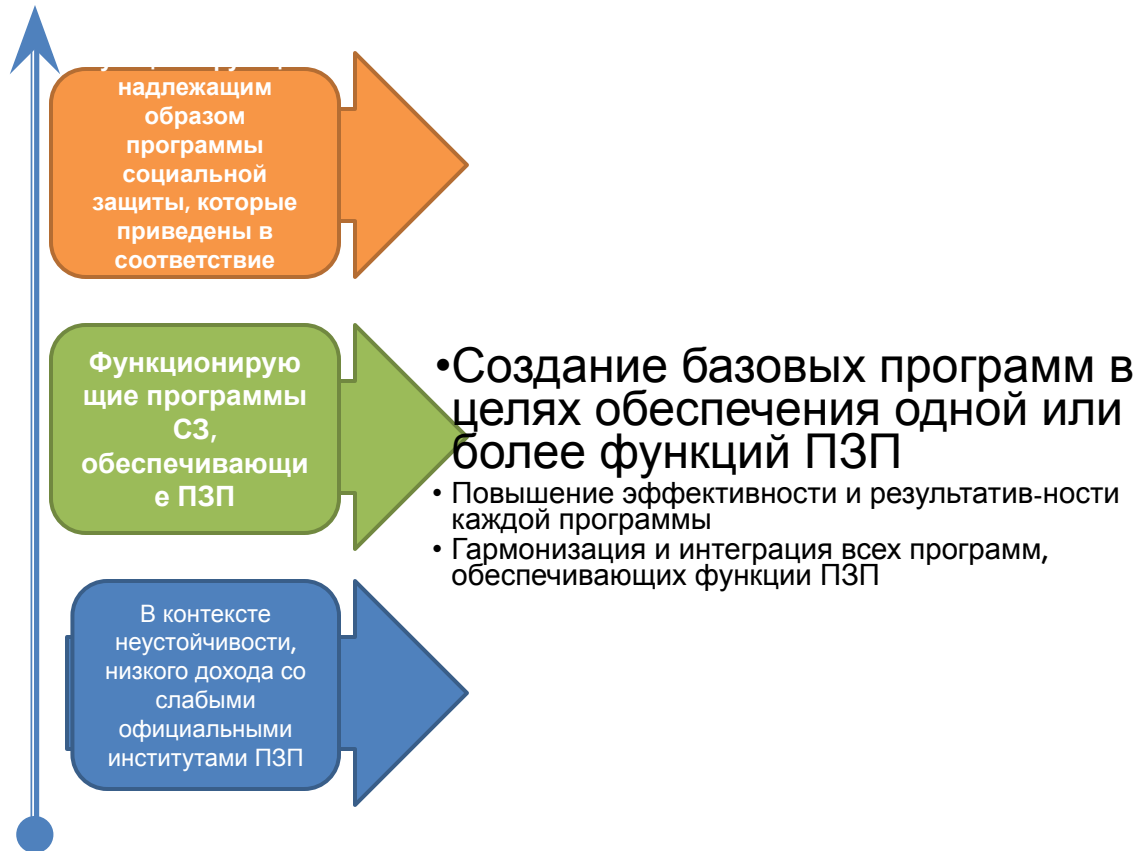 надлежащим
образом
программы
социальной
защиты, которые
приведены в
соответствие
Функционирую
щие программы
СЗ,
обеспечивающи
е ПЗП
•Создание базовых программ в
целях обеспечения одной или
более функций ПЗП
• Повышение эффективности и результатив-ности
каждой программы
• Гармонизация и интеграция всех программ,
обеспечивающих функции ПЗП
В контексте
неустойчивости,
низкого дохода со
слабыми
официальными
институтами ПЗП